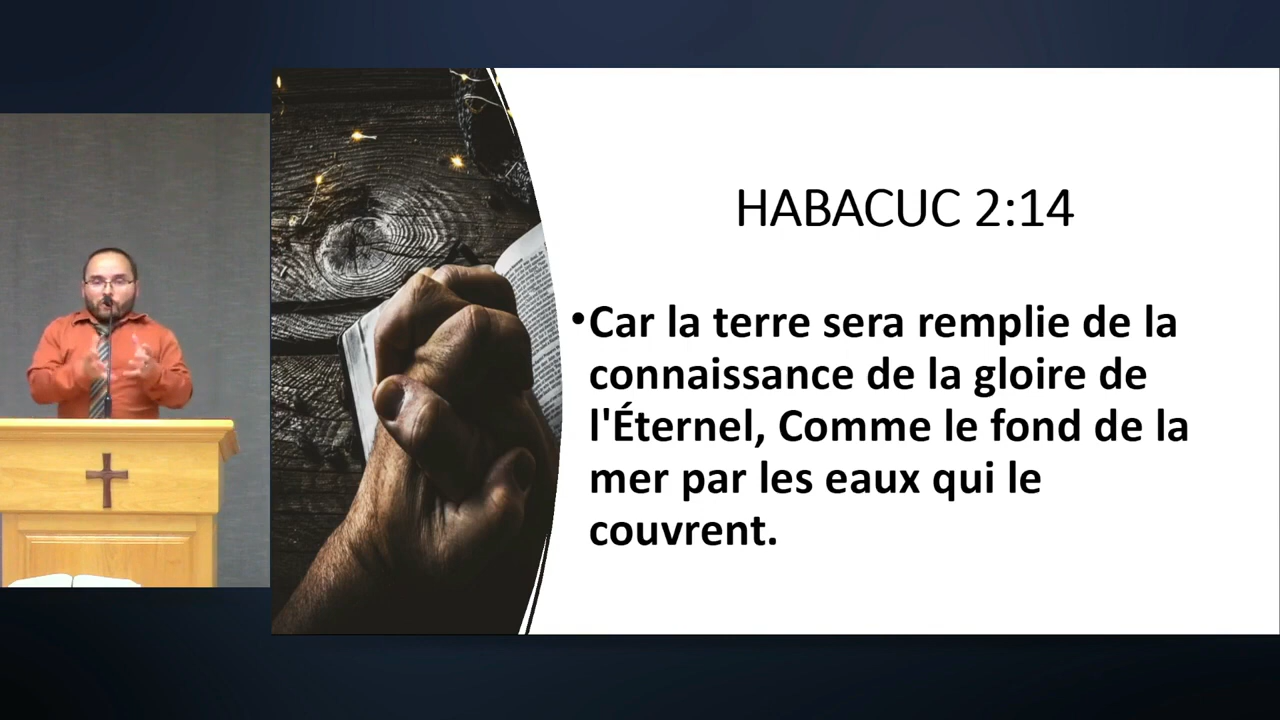 HABACUC 2:14
•Car la terre sera remplie de la
connaissance de la gloire de
l'Éternel, Comme le fond de la
mer par les eaux qui le
couvrent.